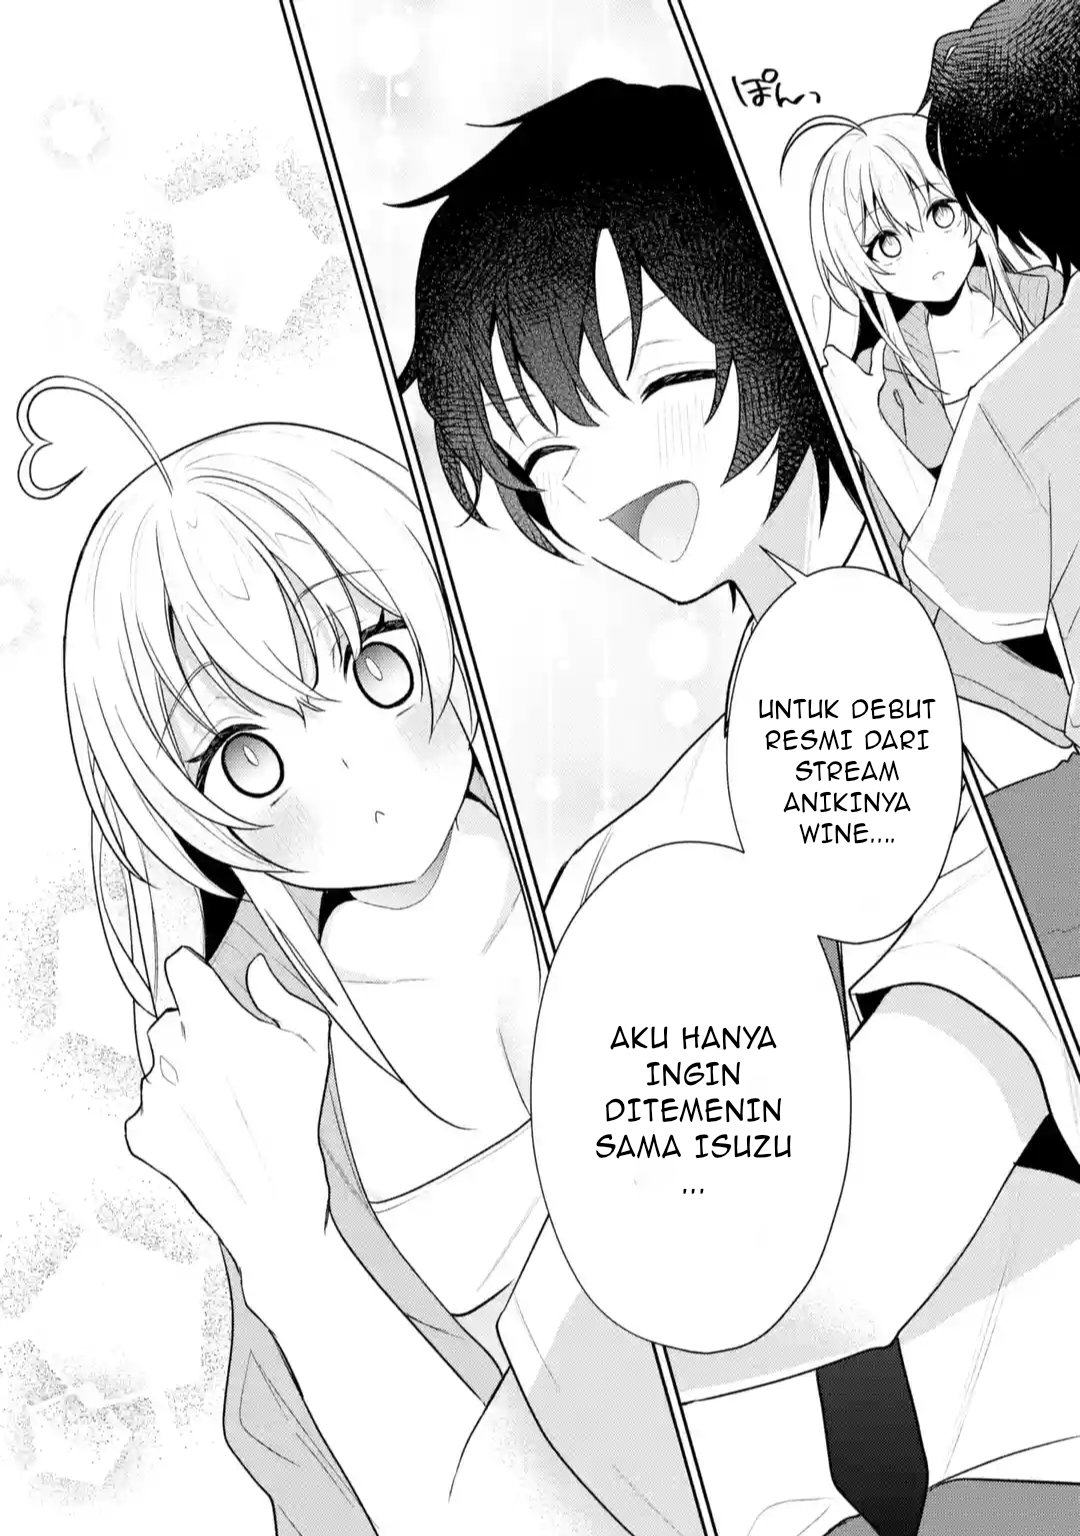 ぽんっ
UNTUK DEBUT
RESMI DARI
STREAM
ANIKINYA
WINE....
AKU HANYA
INGIN
DITEMENIN
SAMA ISUZU
...